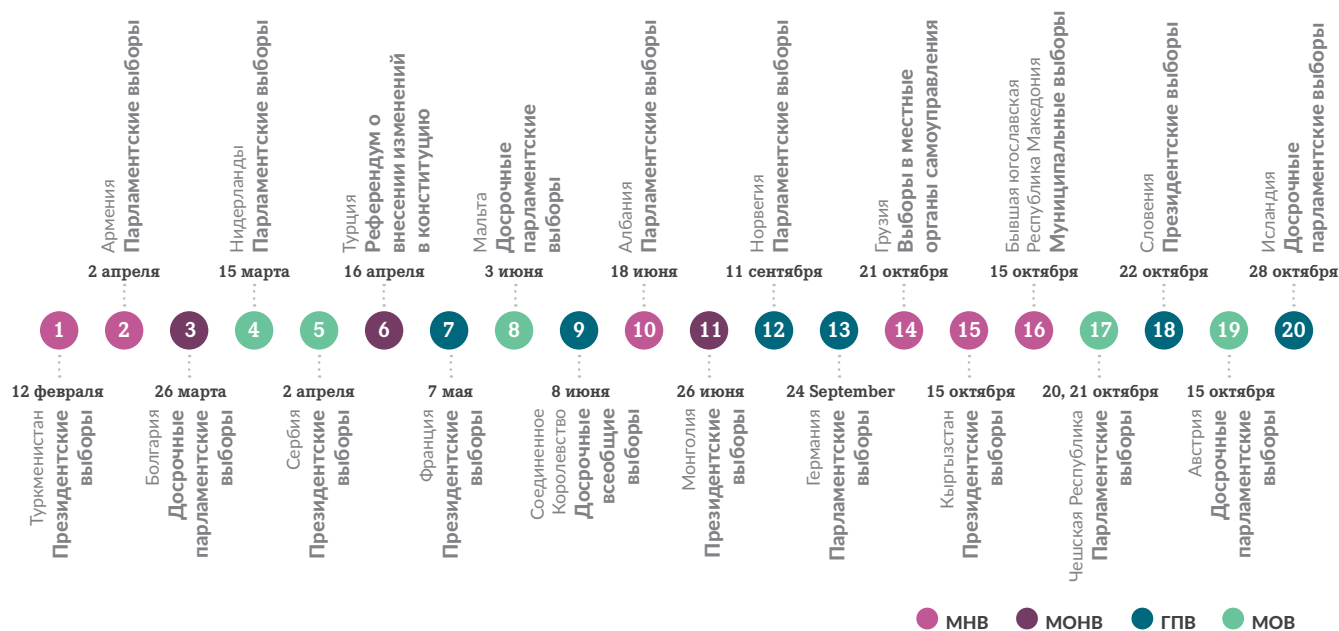 1
12 февраля
Туркменистан
Президентские
выборы
2
2 апреля
Армения
Парламентские выборы
3
26 марта
Болгария
Досрочные
парламентские
выборы
4
15 марта
Нидерланды
Парламентские выборы
5
2 апреля
Сербия
Президентские
выборы
6
16 апреля
Турция
Референдум о
внесении изменений
в конституцию
7
7 мая
Франция
Президентские
выборы
8
3 июня
Мальта
Досрочные
парламентские
выборы
9
8 июня
Соединенное
Королевство
Досрочные
всеобщие
выборы
10
18 июня
Албания
Парламентские выборы
11
26 июня
Монголия
Президентские
выборы
12
11 сентября
Норвегия
Парламентские выборы
13
24 September
Германия
Парламентские
выборы
14
21 октября
Грузия
Выборы в местные
органы самоуправления
15
15 октября
Кыргызстан
Президентские
выборы
16
15 октября
Бывшая югославская
Республика Македония
Муниципальные выборы
17
20, 21 октября
Чешская Республика
Парламентские
выборы
18
22 октября
Словения
Президентские выборы
19
15 октября
Австрия
Досрочные
парламентские
выборы
20
28 октября
Исландия
Досрочные
парламентские выборы
МНВ
МОНВ
ГПВ
МОВ